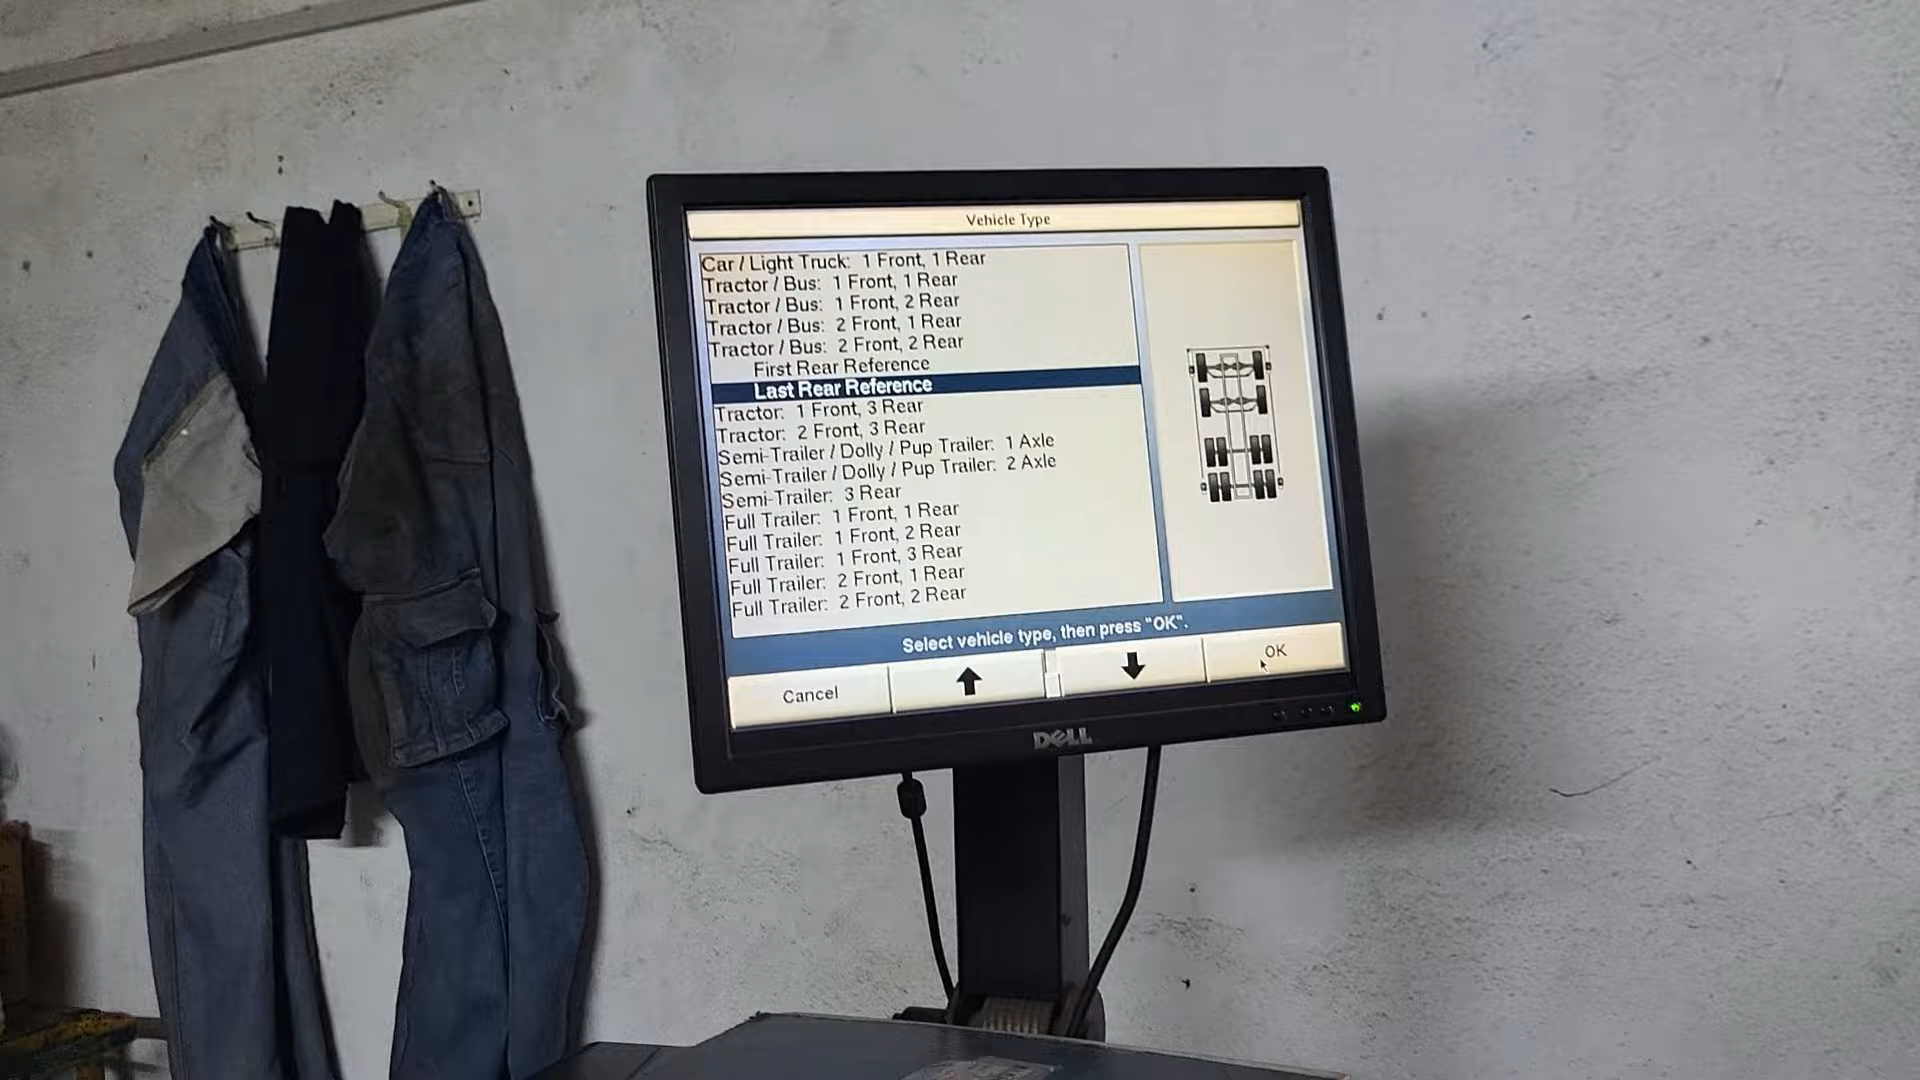 Vehicle Type
Car / Light Truck: 1 Front, 1 Rear
Tractor / Bus: 1 Front, 1 Rear
Tractor / Bus: 1 Front, 2 Rear
Tractor / Bus: 2 Front, 1 Rear
Tractor / Bus: 2 Front, 2 Rear
First Rear Reference
Last Rear Reference
Tractor: 1 Front, 3 Rear
Tractor: 2 Front, 3 Rear
Semi-Trailer / Dolly / Pup Trailer: 1 Axle
Semi-Trailer / Dolly / Pup Trailer: 2 Axle
Semi-Trailer: 3 Rear
Full Trailer: 1 Front, 1 Rear
Full Trailer: 1 Front, 2 Rear
Full Trailer: 1 Front, 3 Rear
Full Trailer: 2 Front, 1 Rear
Full Trailer: 2 Front, 2 Rear
Select vehicle type, then press "OK".
Cancel
OK
DELL